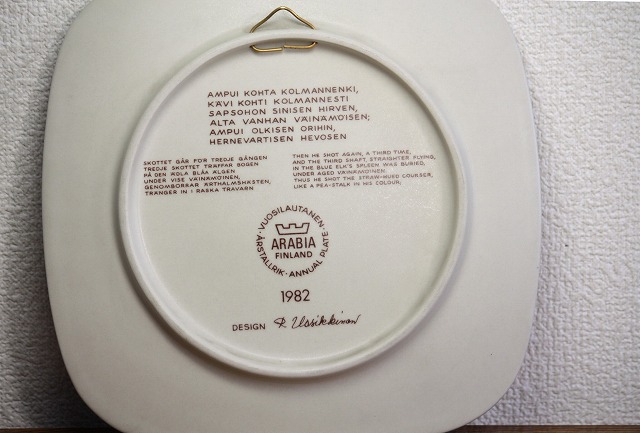 AMPUI KOHTA KOLMANNENKI,
KÄVI KOHTI KOLMANNESTI
SAPSOHON SINISEN HIRVEN,
ALTA VANHAN VÄINÄMÖISEN;
AMPUI OLKISEN ORIHIN,
HERNEVARTISEN HEVOSEN
SKOTTET GÅR FÖR TREDJE GÅNGEN
TREDJE SKOTTET TRÄFFAR BOGEN
PÅ DEN ÄDLA BLÅA ÄLGEN
UNDER VISE VÄINÄMÖINEN,
GENOMBORRAR ÄRTHALMSHÄSTEN,
TRÄNGER IN I RASKA TRAVARN
THEN HE SHOT AGAIN, A THIRD TIME,
AND THE THIRD SHAFT, STRAIGHTER FLYING,
IN THE BLUE ELK'S SPLEEN WAS BURIED,
UNDER AGED VÄINÄMÖINEN.
THUS HE SHOT THE STRAW-HUED COURSER,
LIKE A PEA-STALK IN HIS COLOUR;
· VUOSILAUTANEN · ÅRSTALLRIK · ANNUAL PLATE
ARABIA
FINLAND
1982
DESIGN R Uosikkinen